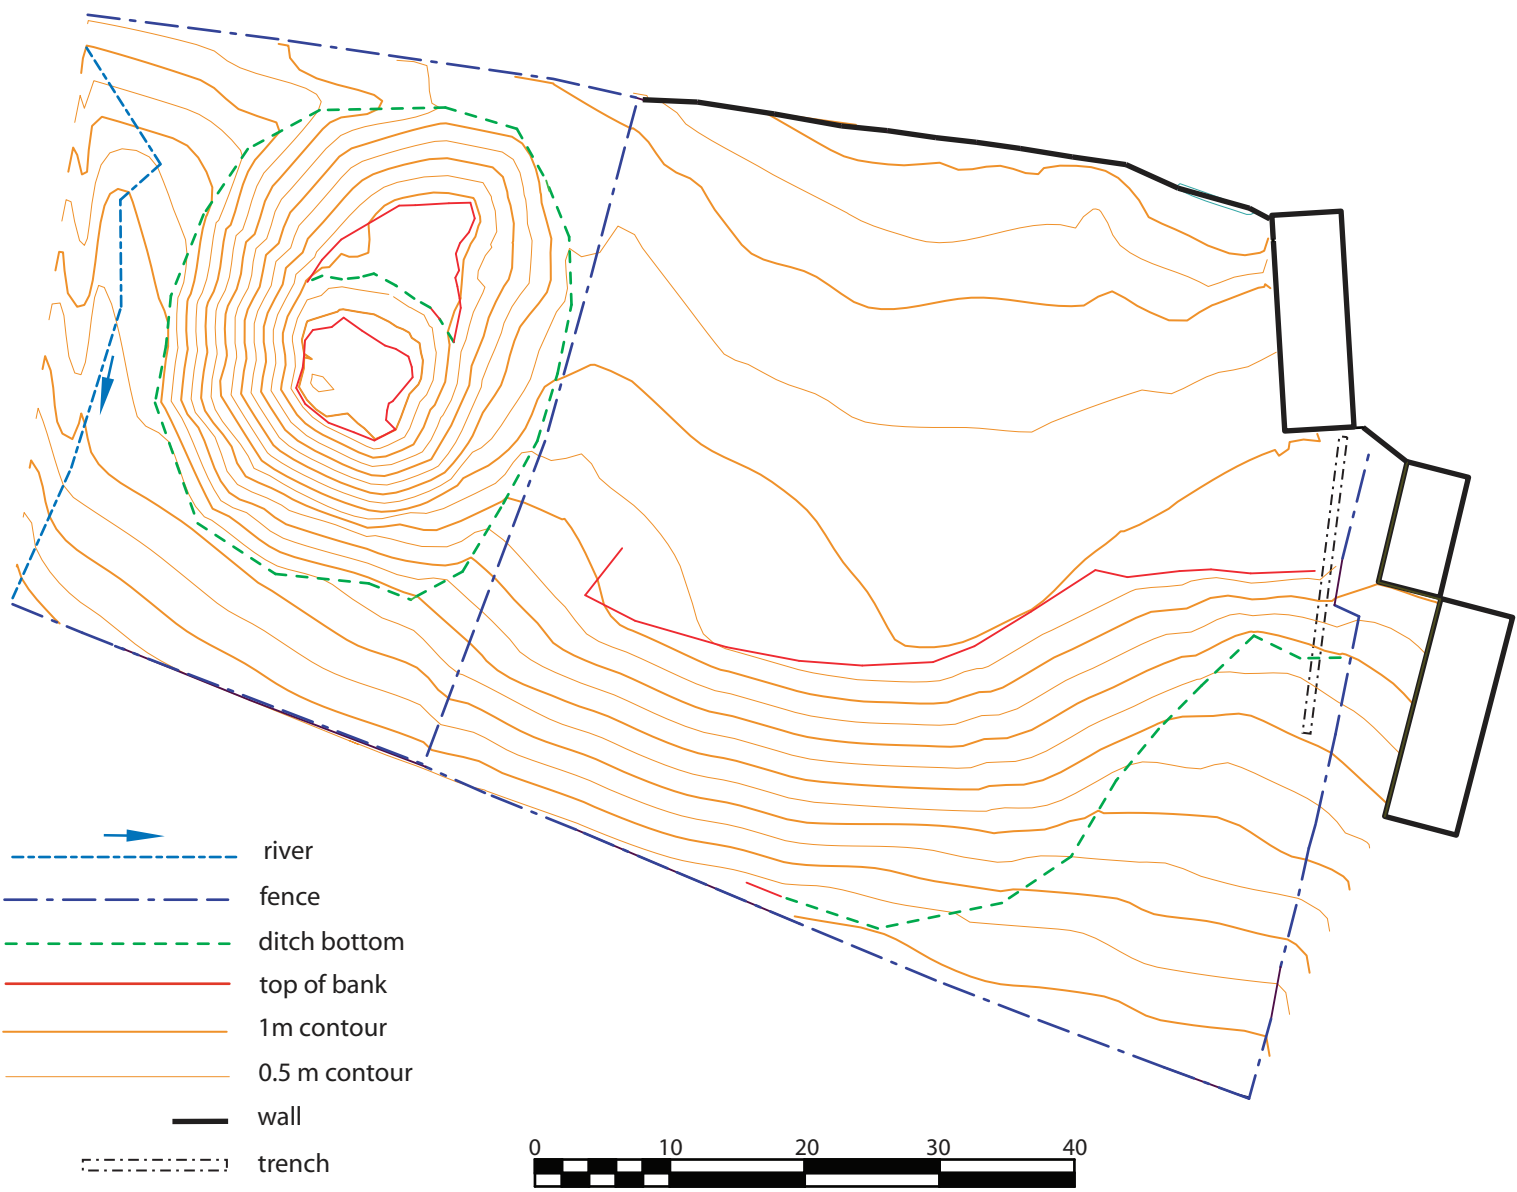 river
fence
ditch bottom
top of bank
1m contour
0.5 m contour
wall
trench
0 10 20 30 40